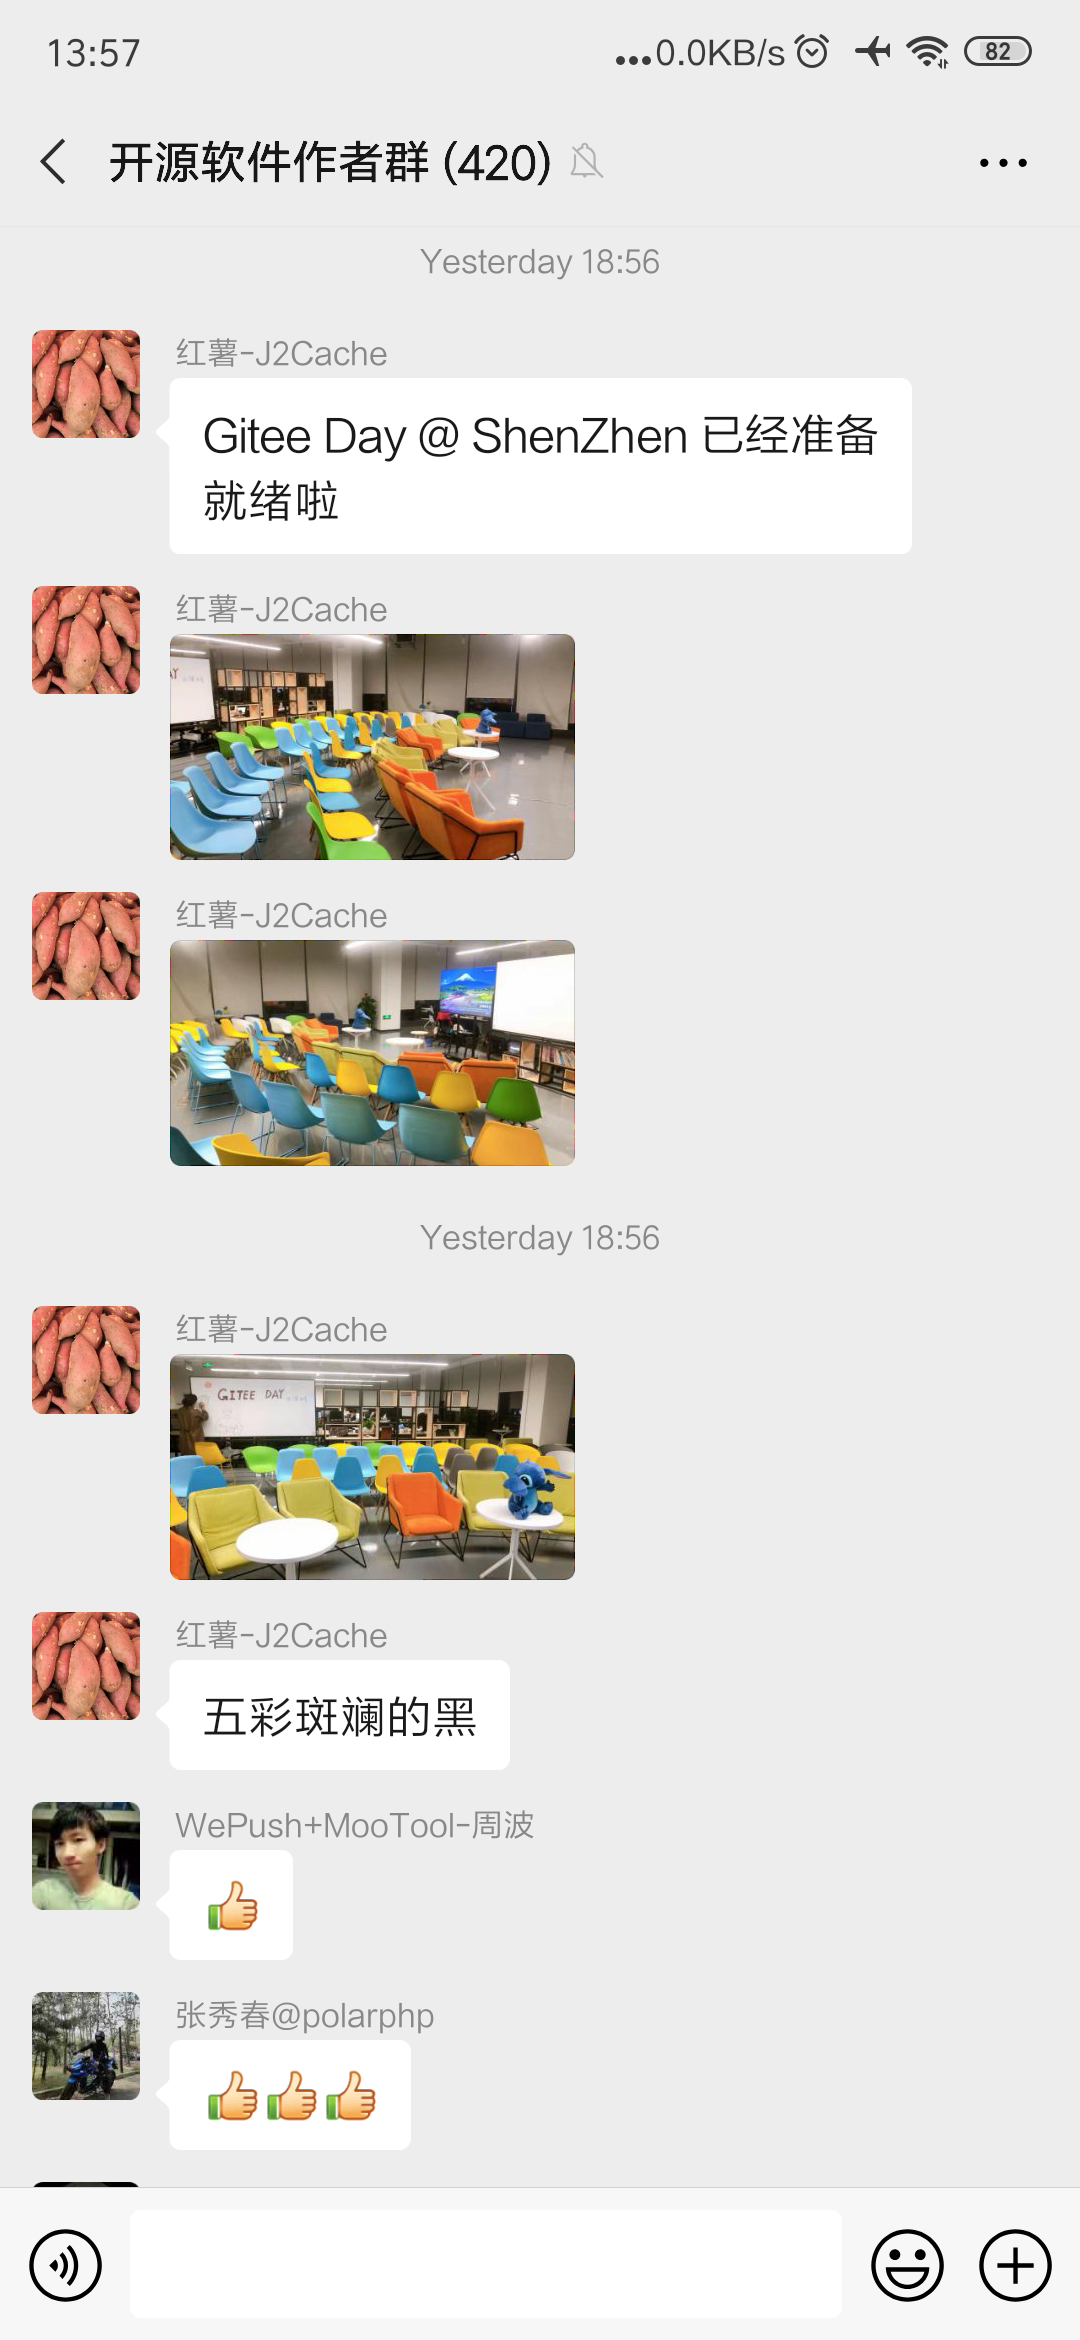 13:57
...0.0KB/s
82
开源软件作者群 (420)
Yesterday 18:56
红薯-J2Cache
Gitee Day @ ShenZhen 已经准备
就绪啦
红薯-J2Cache
AY
红薯-J2Cache
Yesterday 18:56
红薯-J2Cache
GITEE DAY
红薯-J2Cache
五彩斑斓的黑
WePush+MooTool-周波
张秀春@polarphp